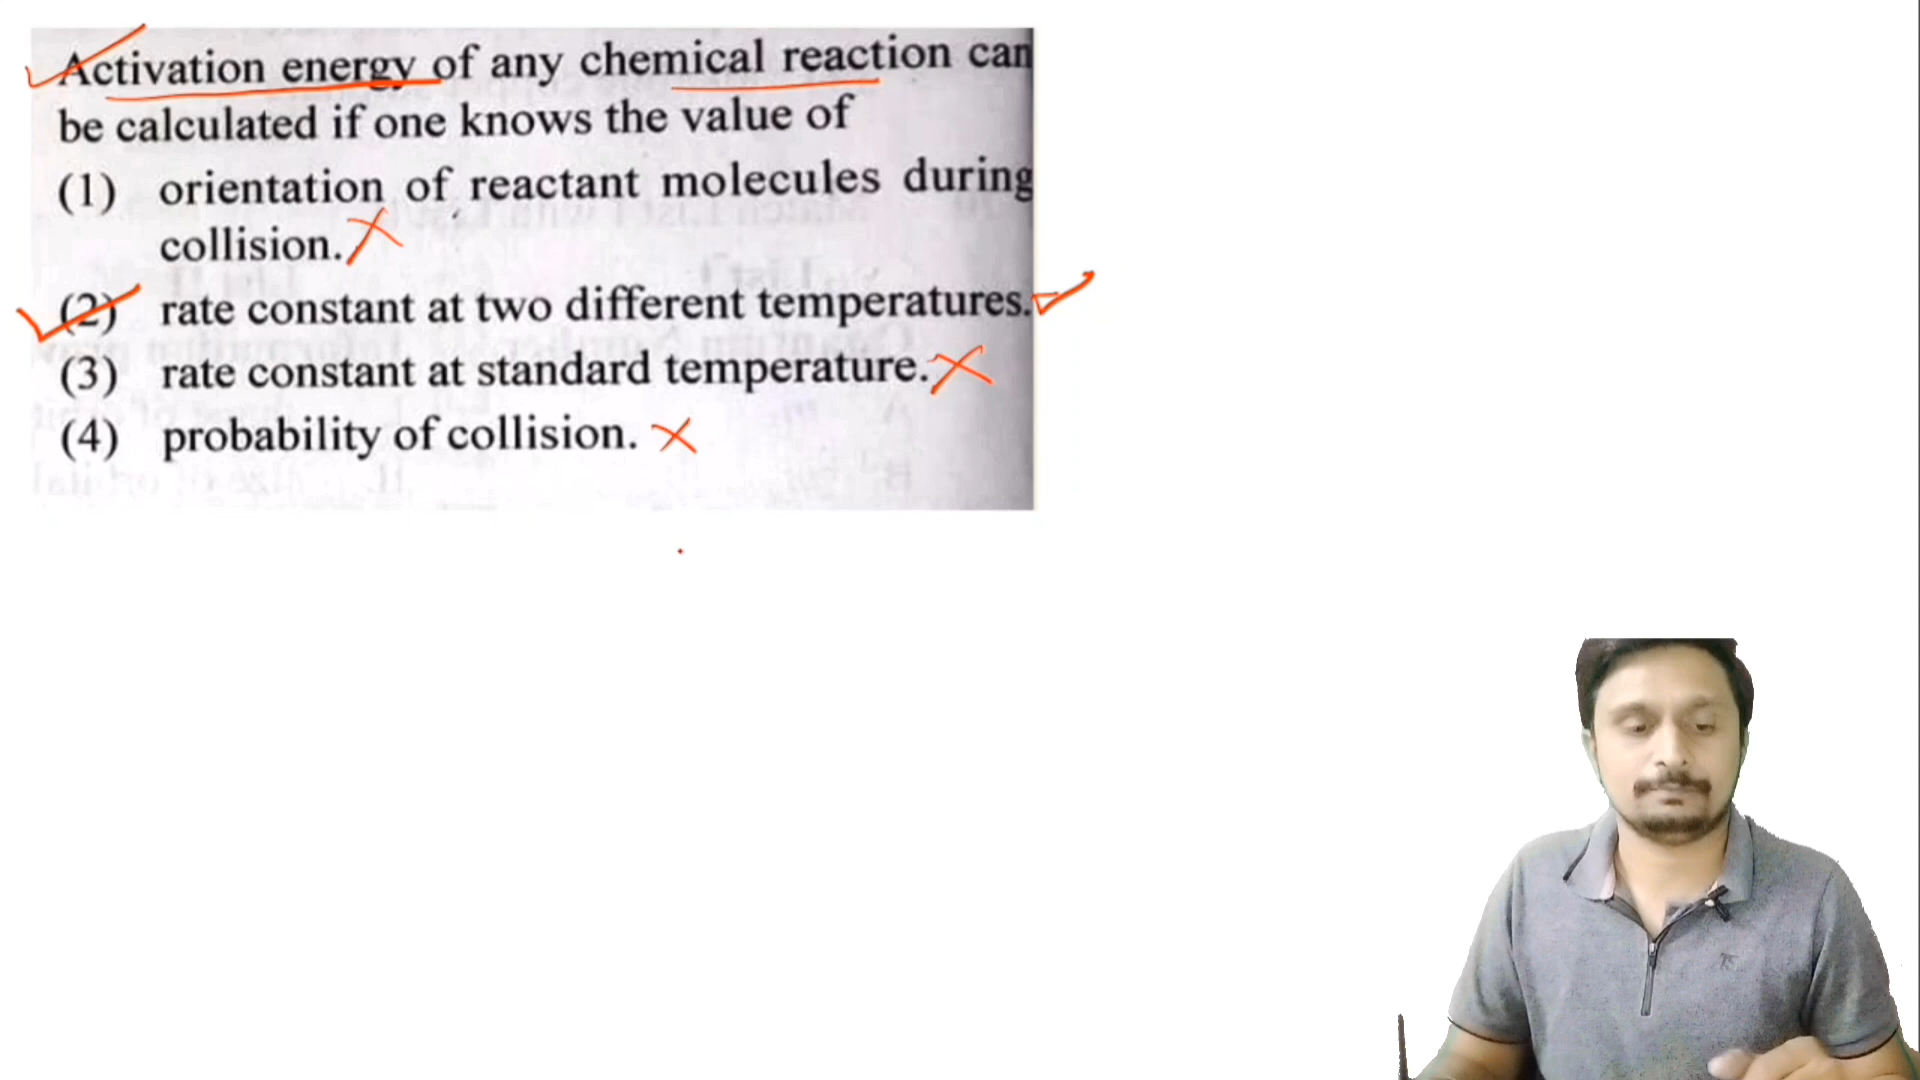 Activation energy of any chemical reaction can
be calculated if one knows the value of
(1) orientation of reactant molecules during
collision.
(2) rate constant at two different temperatures.
(3) rate constant at standard temperature.
(4) probability of collision.